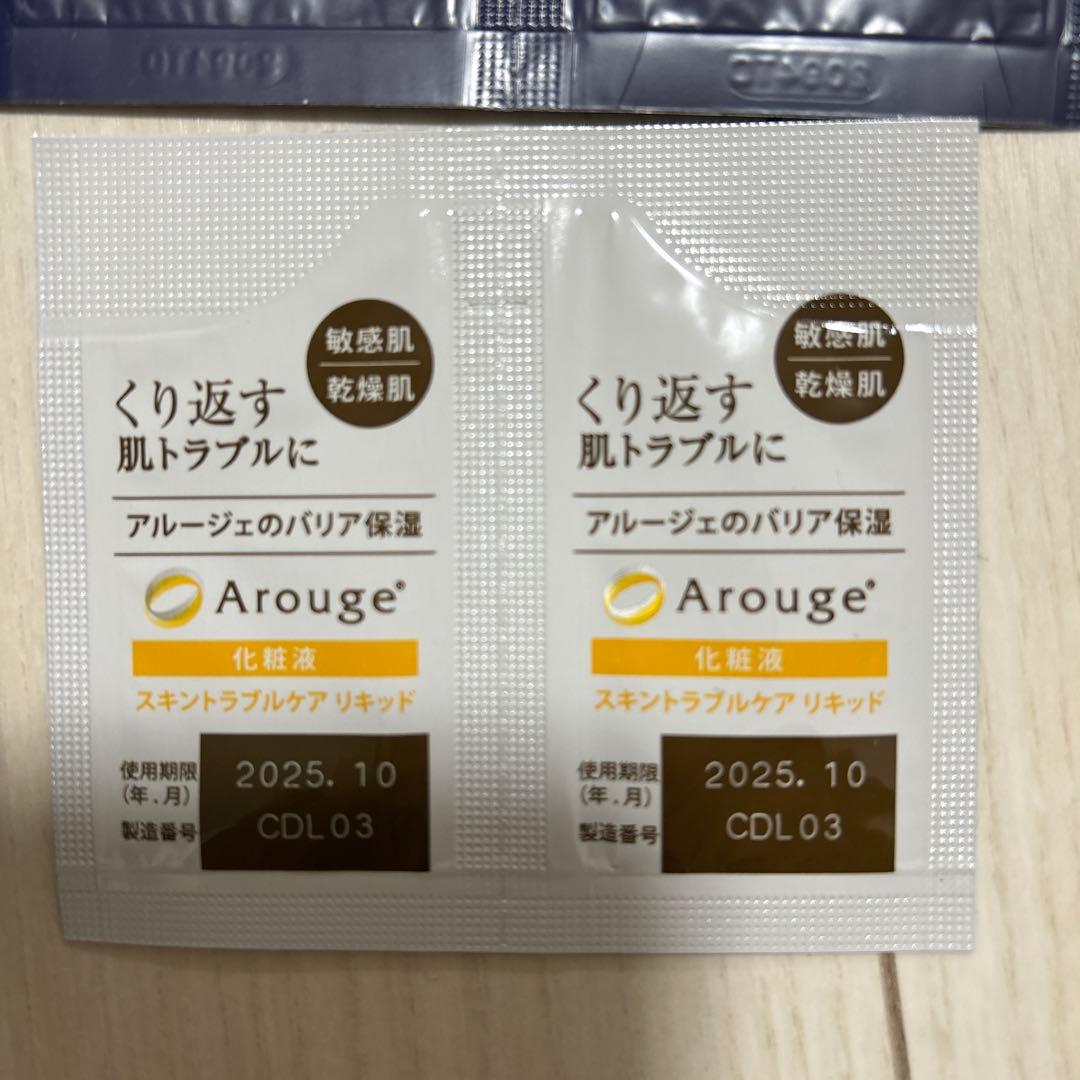 敏感肌
乾燥肌
くり返す
肌トラブルに
アルージェのバリア保湿
Arouge®
化粧液
スキントラブルケア リキッド
使用期限
(年.月)
2025. 10
製造番号
CDL03
敏感肌
乾燥肌
くり返す
肌トラブルに
アルージェのバリア保湿
Arouge®
化粧液
スキントラブルケア リキッド
使用期限
(年.月)
2025. 10
製造番号
CDL03